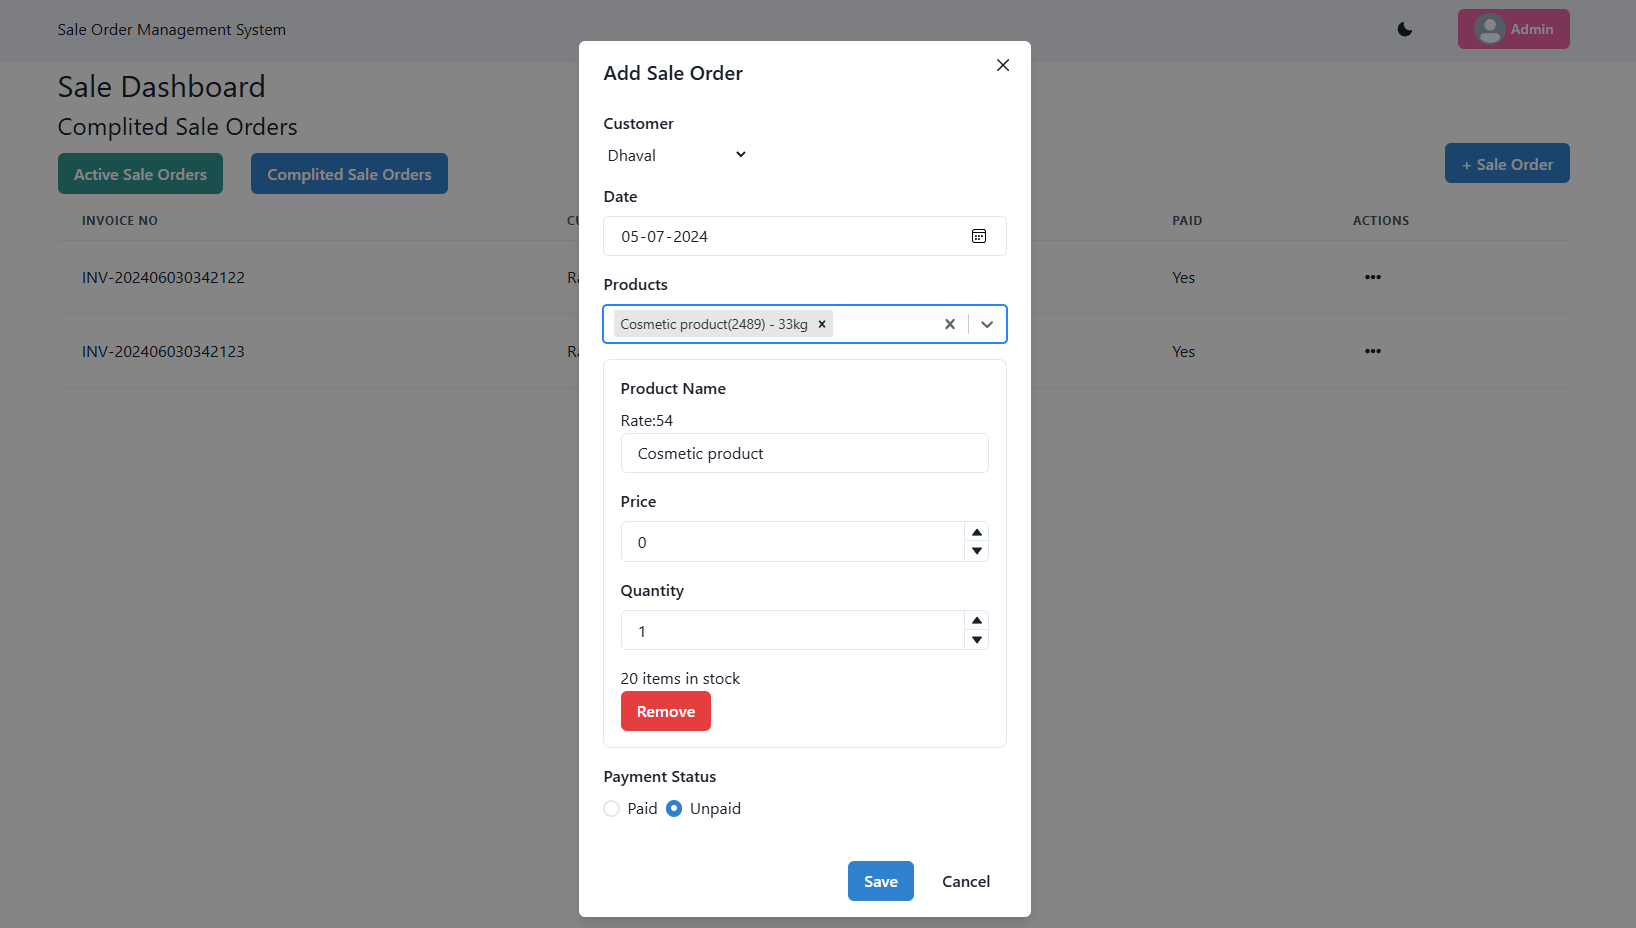 Sale Order Management System
Admin
Sale Dashboard
Complited Sale Orders
Active Sale Orders
Complited Sale Orders
+ Sale Order
INVOICE NO
PAID
ACTIONS
INV-202406030342122
Yes
INV-202406030342123
Yes
Add Sale Order
Customer
Dhaval
Date
05-07-2024
Products
Cosmetic product(2489) - 33kg
Product Name
Rate:54
Cosmetic product
Price
0
Quantity
1
20 items in stock
Remove
Payment Status
Paid
Unpaid
Save
Cancel